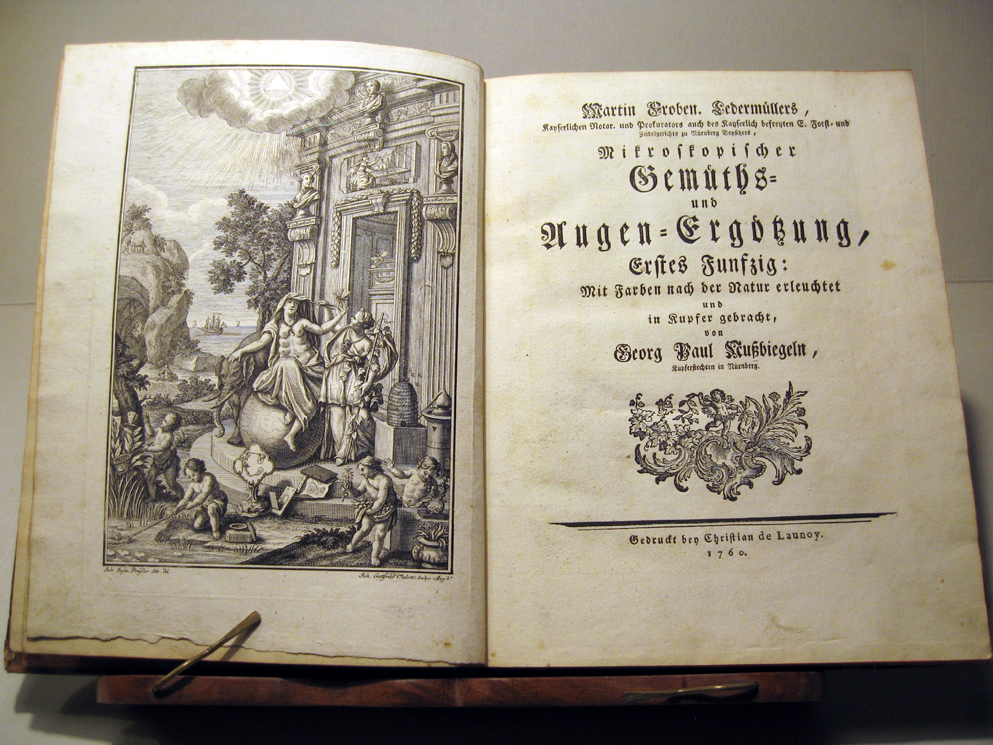 Martin Froben. Ledermüllers,
Kayserlichen Notar. und Prokurators auch des Kayserlich befreyten E. Forst- und
Zeidelgerichts zu Nürnberg Beysitzers,
Mikroskopischer
Gemüths-
und
Augen-Ergötzung,
Erstes Funfzig:
Mit Farben nach der Natur erleuchtet
und
in Kupfer gebracht,
von
Georg Paul Nußbiegeln,
Kupferstechern in Nürnberg.
Gedruckt bey Christian de Launoy.
1760.